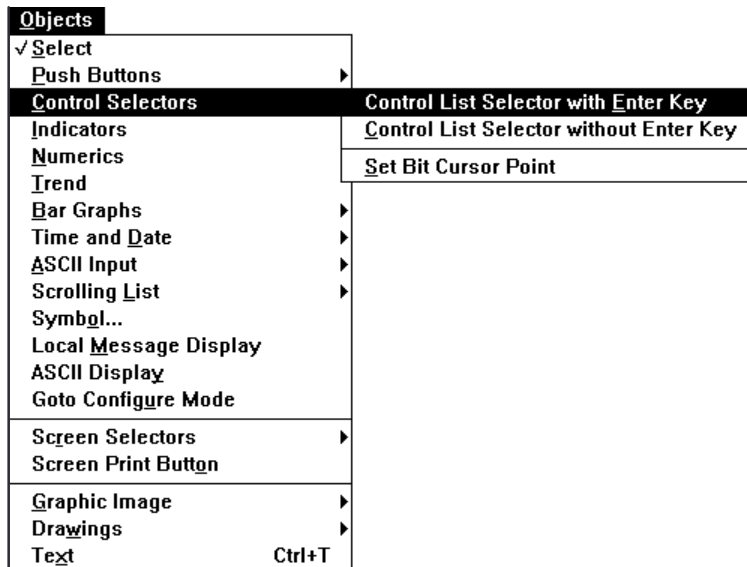 Objects
✓ Select
Push Buttons
Control Selectors
Control List Selector with Enter Key
Indicators
Control List Selector without Enter Key
Numerics
Set Bit Cursor Point
Trend
Bar Graphs
Time and Date
ASCII Input
Scrolling List
Symbol...
Local Message Display
ASCII Display
Goto Configure Mode
Screen Selectors
Screen Print Button
Graphic Image
Drawings
Text Ctrl+T